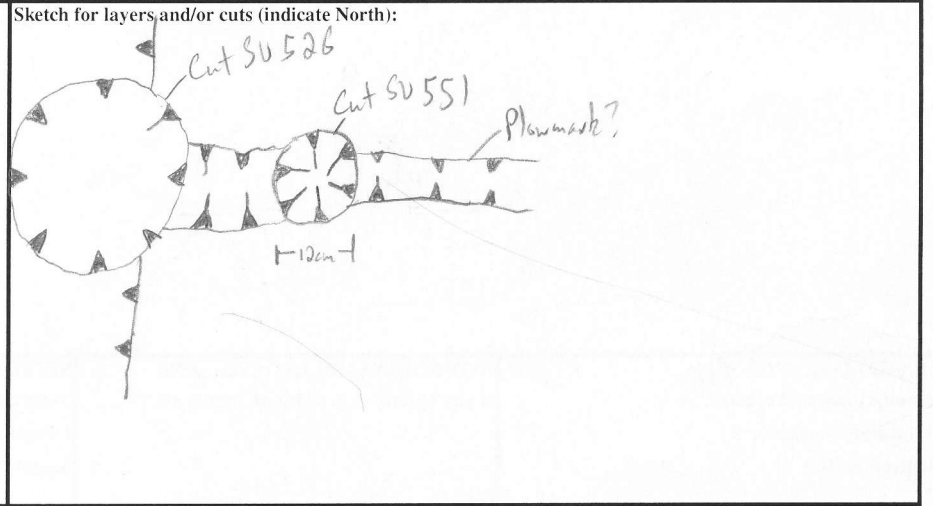 Sketch for layers and/or cuts (indicate North):
Cut SU 526
Cut SU 551
Plowmark?
12cm